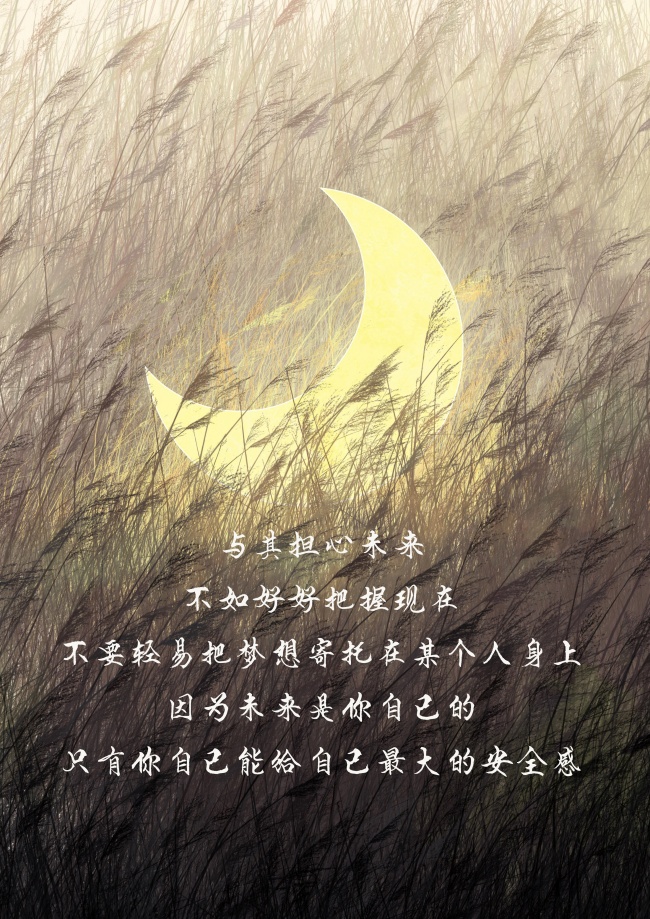 与其担心未来
不如好好把握现在
不要轻易把梦想寄托在某个人身上
因为未来是你自己的
只有你自己能给自己最大的安全感